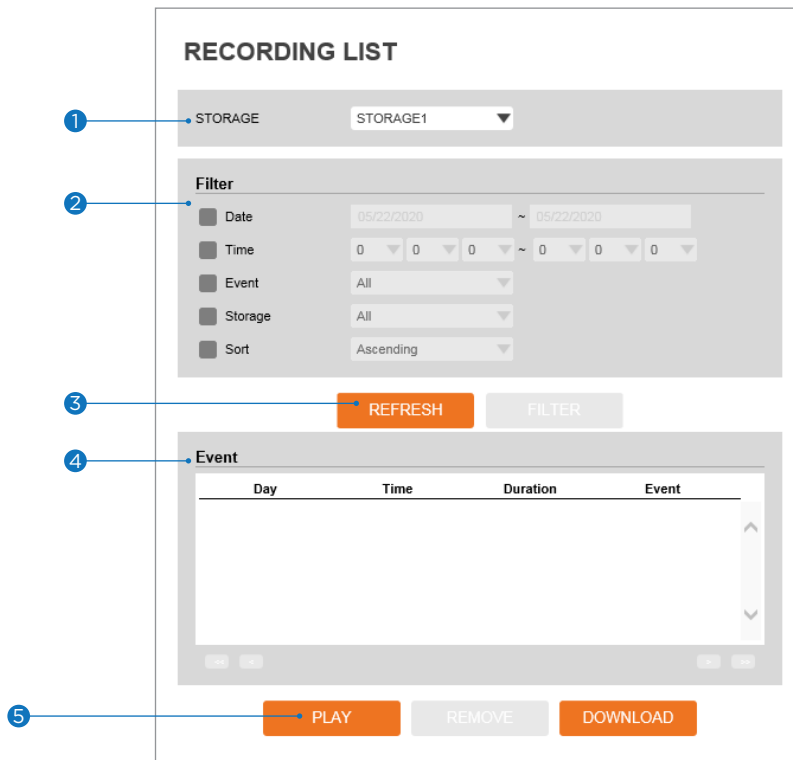 RECORDING LIST
1 STORAGE STORAGE1
Filter
2
Date 05/22/2020 ~ 05/22/2020
Time 0 0 0 ~ 0 0 0
Event All
Storage All
Sort Ascending
3 REFRESH FILTER
4 Event
Day Time Duration Event
<< < > >>
5 PLAY REMOVE DOWNLOAD